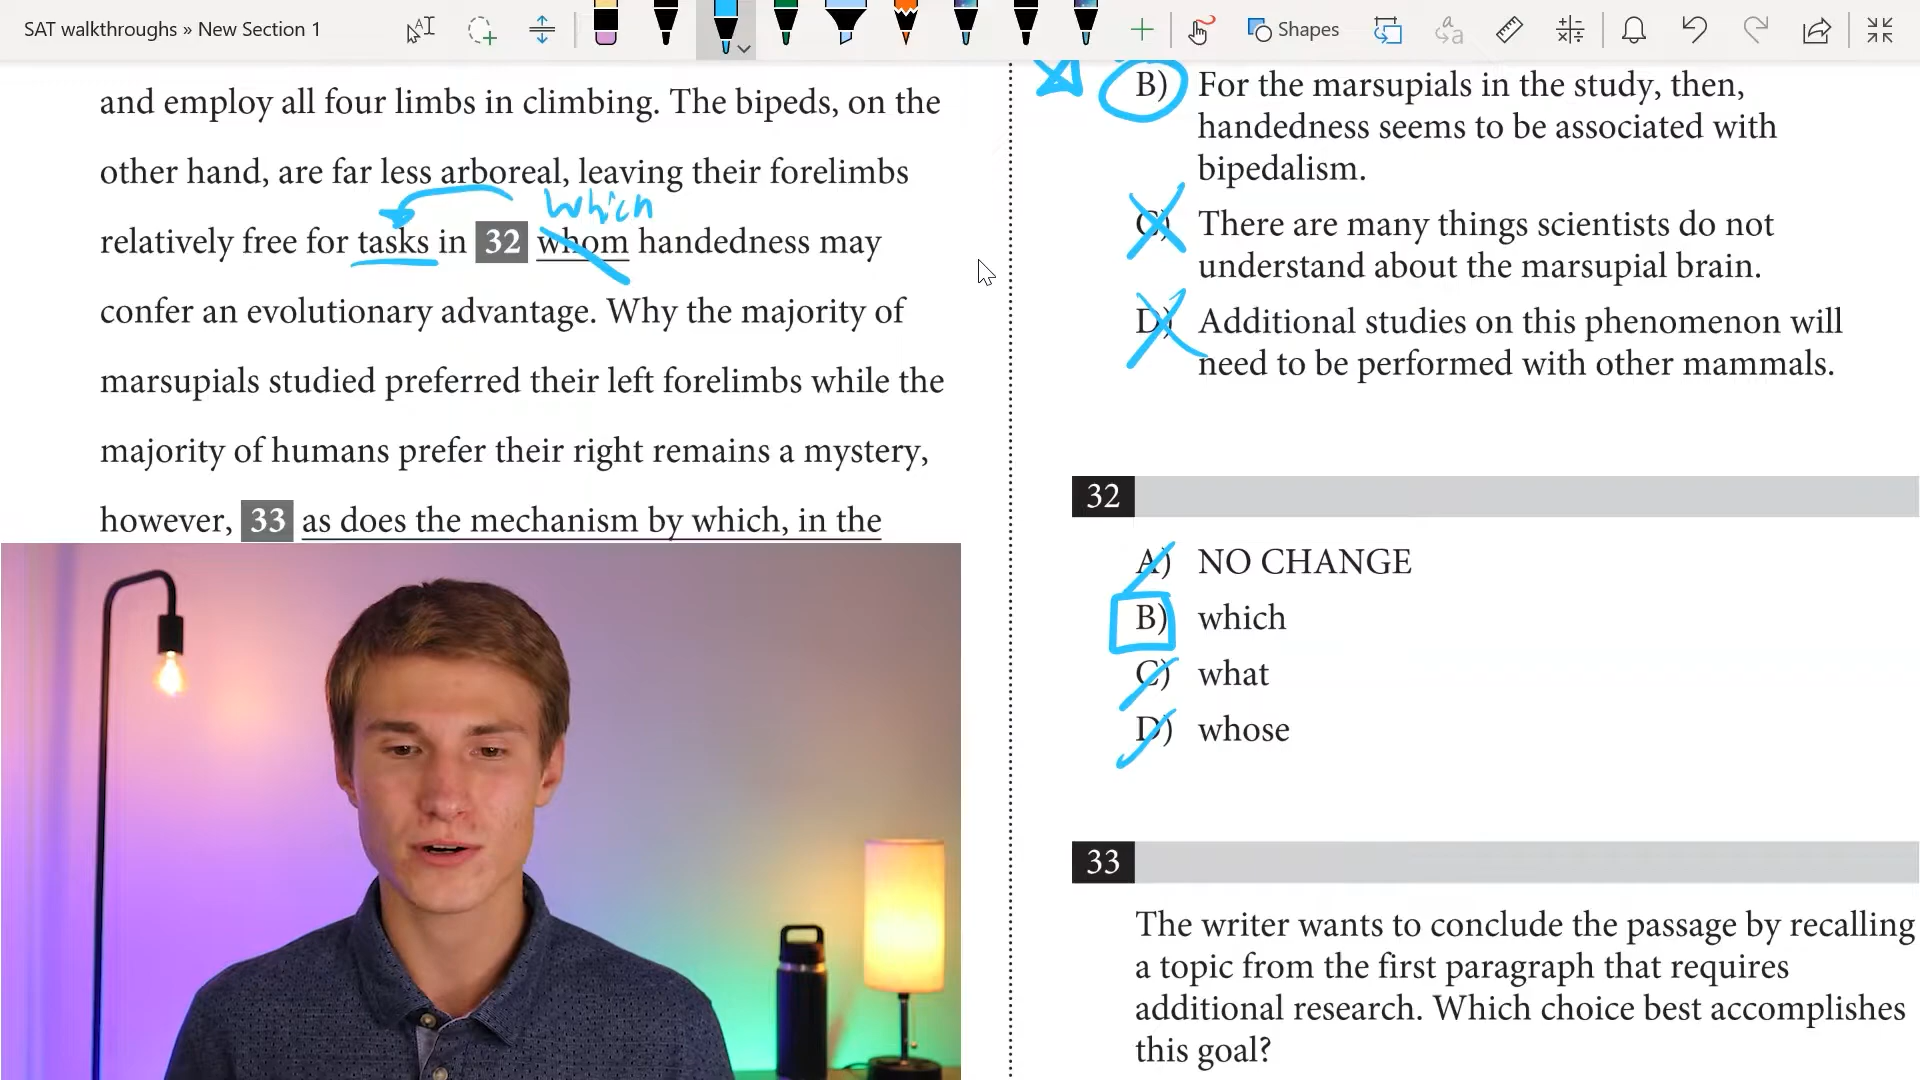 SAT walkthroughs » New Section 1
Shapes
and employ all four limbs in climbing. The bipeds, on the
other hand, are far less arboreal, leaving their forelimbs
which
relatively free for tasks in 32 whom handedness may
confer an evolutionary advantage. Why the majority of
marsupials studied preferred their left forelimbs while the
majority of humans prefer their right remains a mystery,
however, 33 as does the mechanism by which, in the
B) For the marsupials in the study, then,
handedness seems to be associated with
bipedalism.
C) There are many things scientists do not
understand about the marsupial brain.
D) Additional studies on this phenomenon will
need to be performed with other mammals.
32
A) NO CHANGE
B) which
C) what
D) whose
33
The writer wants to conclude the passage by recalling
a topic from the first paragraph that requires
additional research. Which choice best accomplishes
this goal?